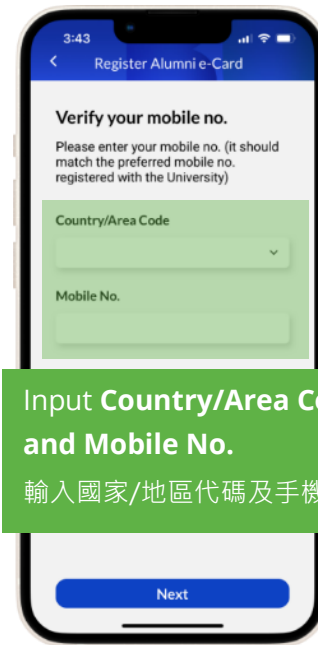 3:43
Register Alumni e-Card
Verify your mobile no.
Please enter your mobile no. (it should
match the preferred mobile no.
registered with the University)
Country/Area Code
Mobile No.
Input Country/Area
and Mobile No.
輸入國家/地區代碼及手
Next